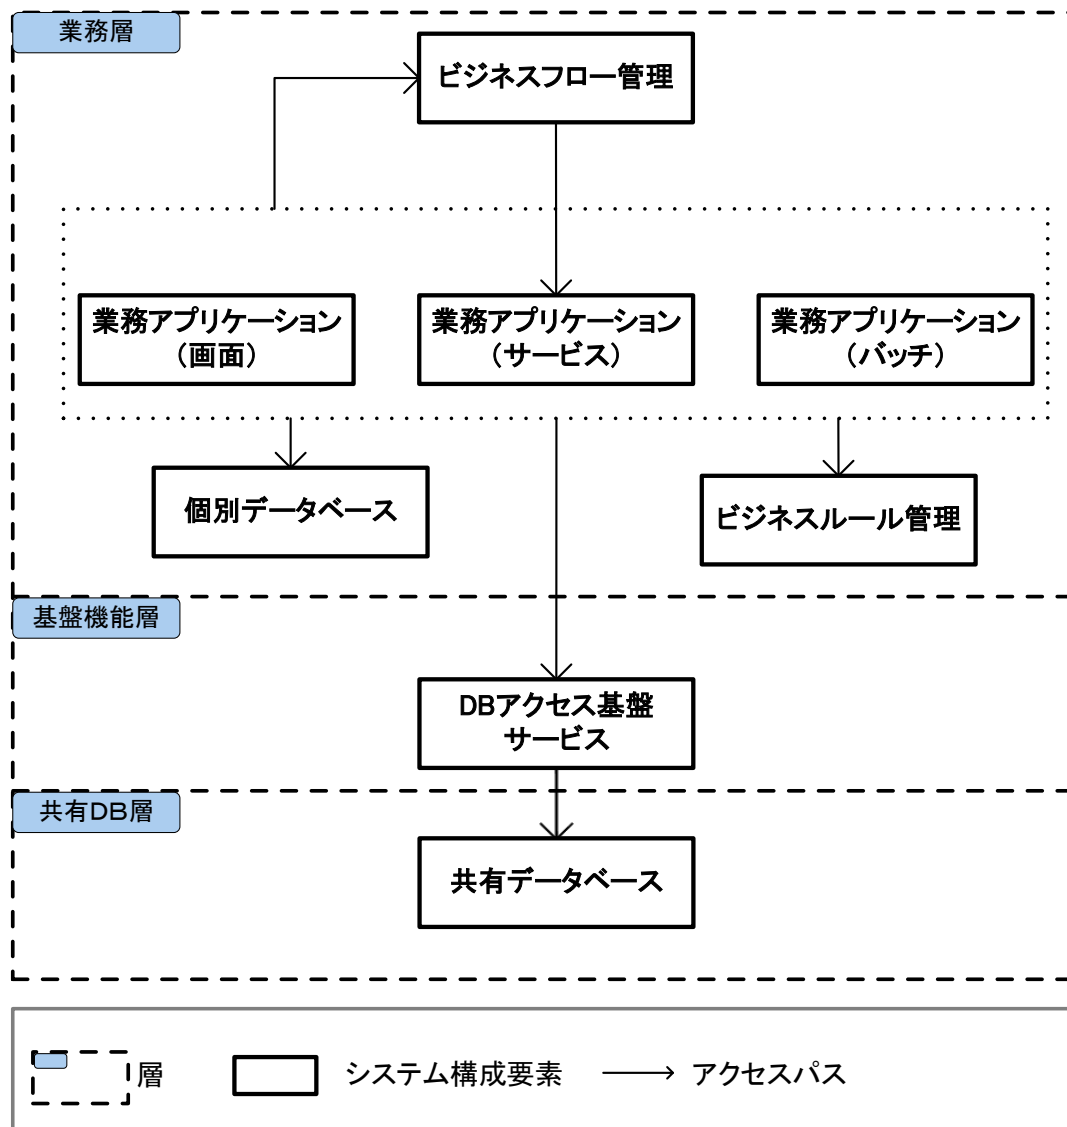 業務層
ビジネスフロー管理
業務アプリケーション
（画面）
業務アプリケーション
（サービス）
業務アプリケーション
（バッチ）
個別データベース
ビジネスルール管理
基盤機能層
DBアクセス基盤
サービス
共有ＤＢ層
共有データベース
層
システム構成要素
アクセスパス